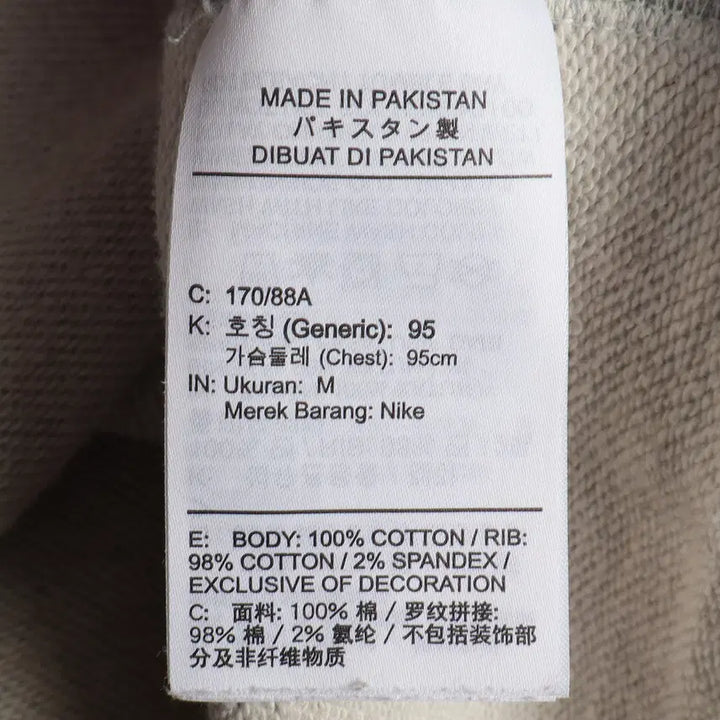 MADE IN PAKISTAN
パキスタン製
DIBUAT DI PAKISTAN
C: 170/88A
K: 호칭 (Generic): 95
가슴둘레 (Chest): 95cm
IN: Ukuran: M
Merek Barang: Nike
E: BODY: 100% COTTON / RIB:
98% COTTON / 2% SPANDEX /
EXCLUSIVE OF DECORATION
C: 面料: 100% 棉 / 罗纹拼接:
98% 棉 / 2% 氨纶 / 不包括装饰部
分及非纤维物质